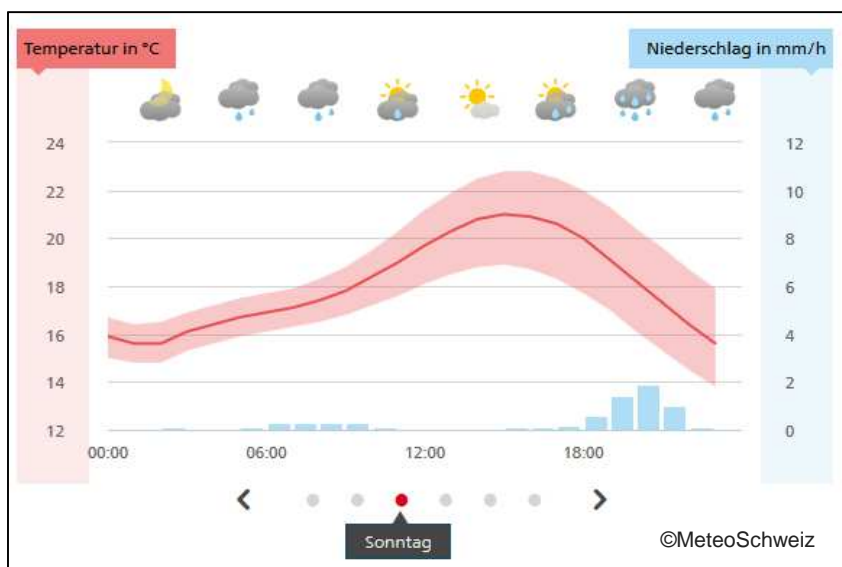 Temperatur in °C
Niederschlag in mm/h
24 12
22 10
20 8
18 6
16 4
14 2
12 0
00:00 06:00 12:00 18:00
Sonntag
©MeteoSchweiz